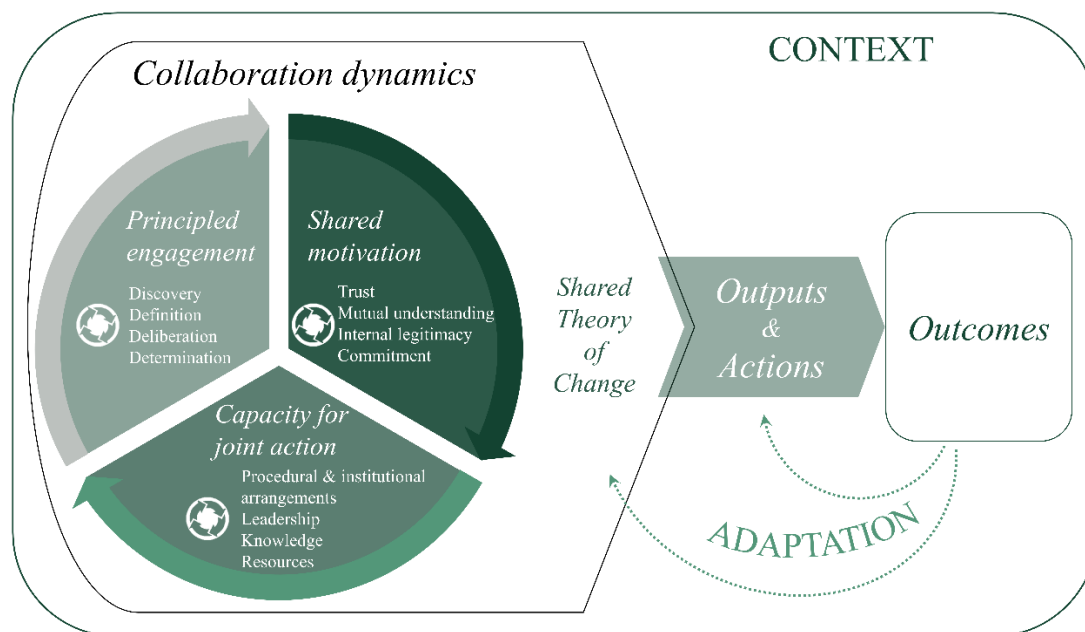 CONTEXT
Collaboration dynamics
Principled
engagement
Discovery
Definition
Deliberation
Determination
Shared
motivation
Trust
Mutual understanding
Internal legitimacy
Commitment
Capacity for
joint action
Procedural & institutional
arrangements
Leadership
Knowledge
Resources
Shared
Theory
of
Change
Outputs
&
Actions
Outcomes
ADAPTATION